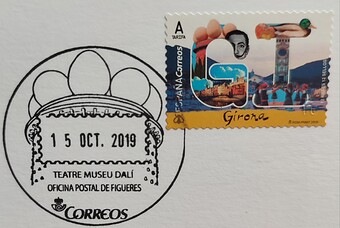 15 OCT. 2019
TEATRE MUSEU DALÍ
OFICINA POSTAL DE FIGUERES
CORREOS
A
TARIFA
ESPAÑA Correos
GI
Girona